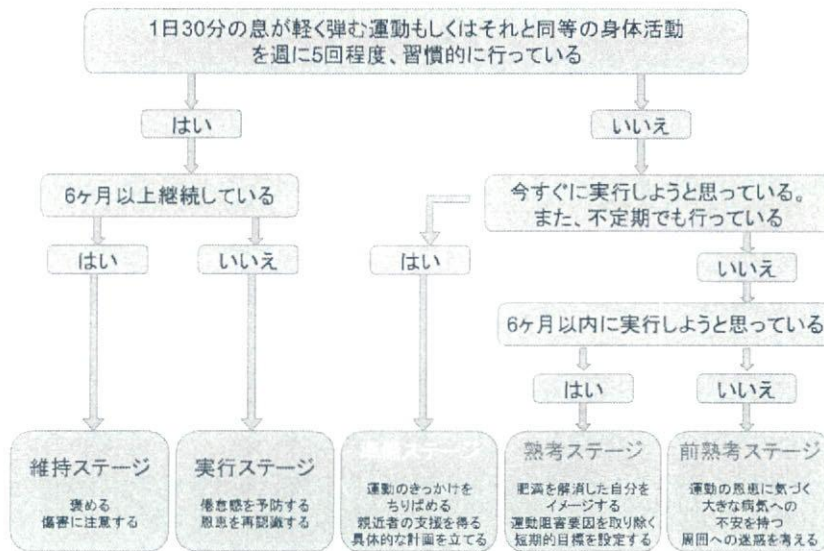 1日30分の息が軽く弾む運動もしくはそれと同等の身体活動
を週に5回程度、習慣的に行っている
はい
いいえ
6ヶ月以上継続している
今すぐに実行しようと思っている。
また、不定期でも行っている
はい
いいえ
はい
いいえ
6ヶ月以内に実行しようと思っている
はい
いいえ
維持ステージ
褒める
傷害に注意する
実行ステージ
倦怠感を予防する
恩恵を再認識する
ステージ
運動のきっかけを
ちりばめる
親近者の支援を得る
具体的な計画を立てる
熟考ステージ
肥満を解消した自分を
イメージする
運動阻害要因を取り除く
短期的目標を設定する
前熟考ステージ
運動の恩恵に気づく
大きな病気への
不安を持つ
周囲への迷惑を考える